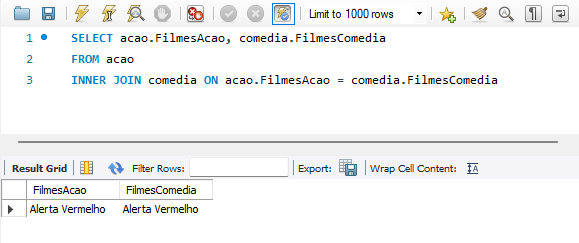 Limit to 1000 rows
1 SELECT acao.FilmesAcao, comedia.FilmesComedia
2 FROM acao
3 INNER JOIN comedia ON acao.FilmesAcao = comedia.FilmesComedia
Result Grid Filter Rows: Export: Wrap Cell Content:
FilmesAcao FilmesComedia
Alerta Vermelho Alerta Vermelho